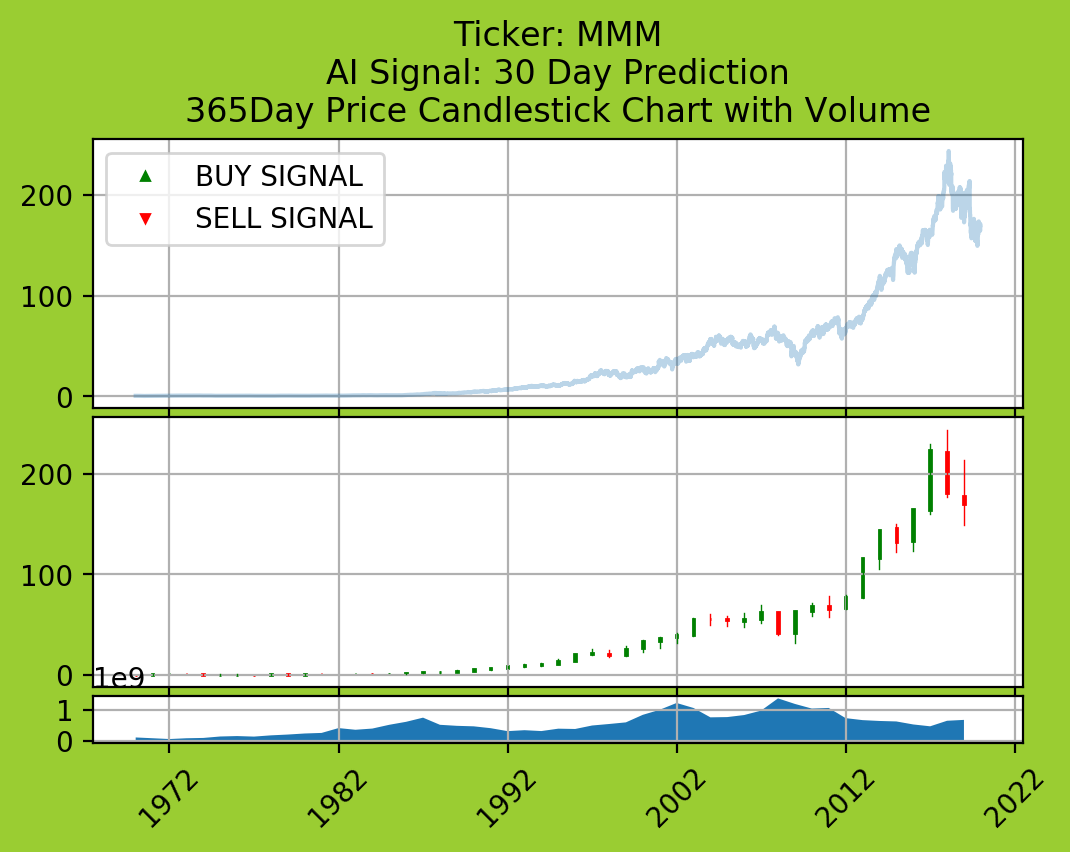 Ticker: MMM
AI Signal: 30 Day Prediction
365Day Price Candlestick Chart with Volume
BUY SIGNAL
SELL SIGNAL
200
100
0
200
100
0
1e9
1
0
1972
1982
1992
2002
2012
2022